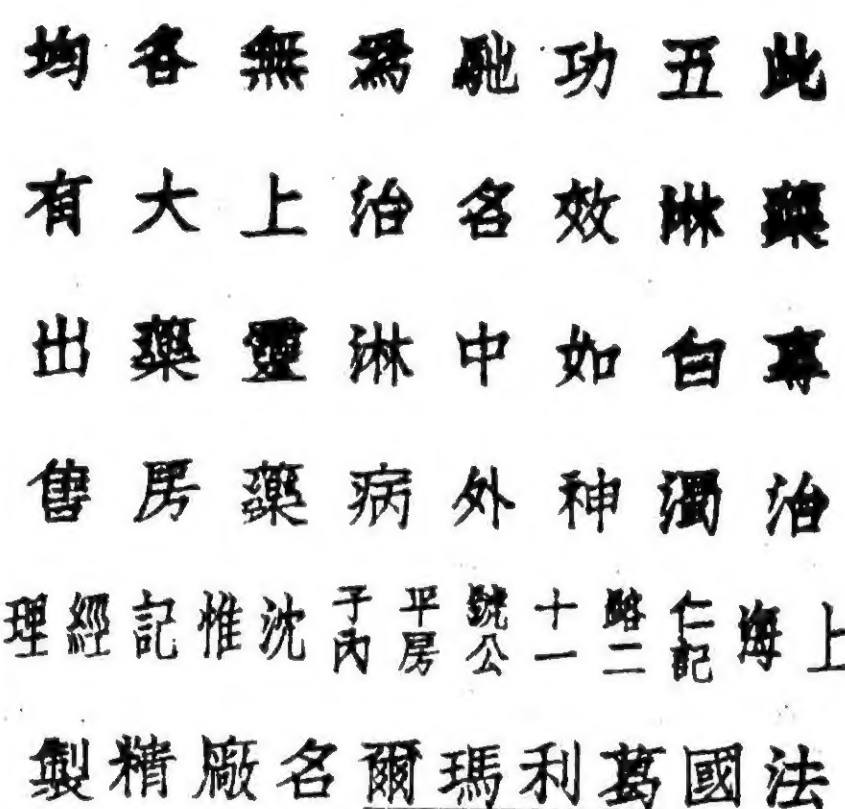 此藥專治
五淋白濁
功效如神
馳名中外
為治淋病
無上靈藥
各大藥房
均有出售
上海仁記路二十一號公平房子內沈惟記經理
法國葛利瑪爾名廠精製